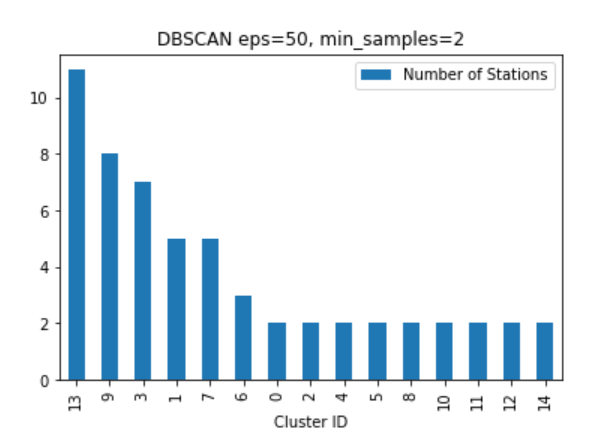 DBSCAN eps=50, min_samples=2
Number of Stations
10
8
6
4
2
0
13 9 3 1 7 6 0 2 4 5 8 10 11 12 14
Cluster ID